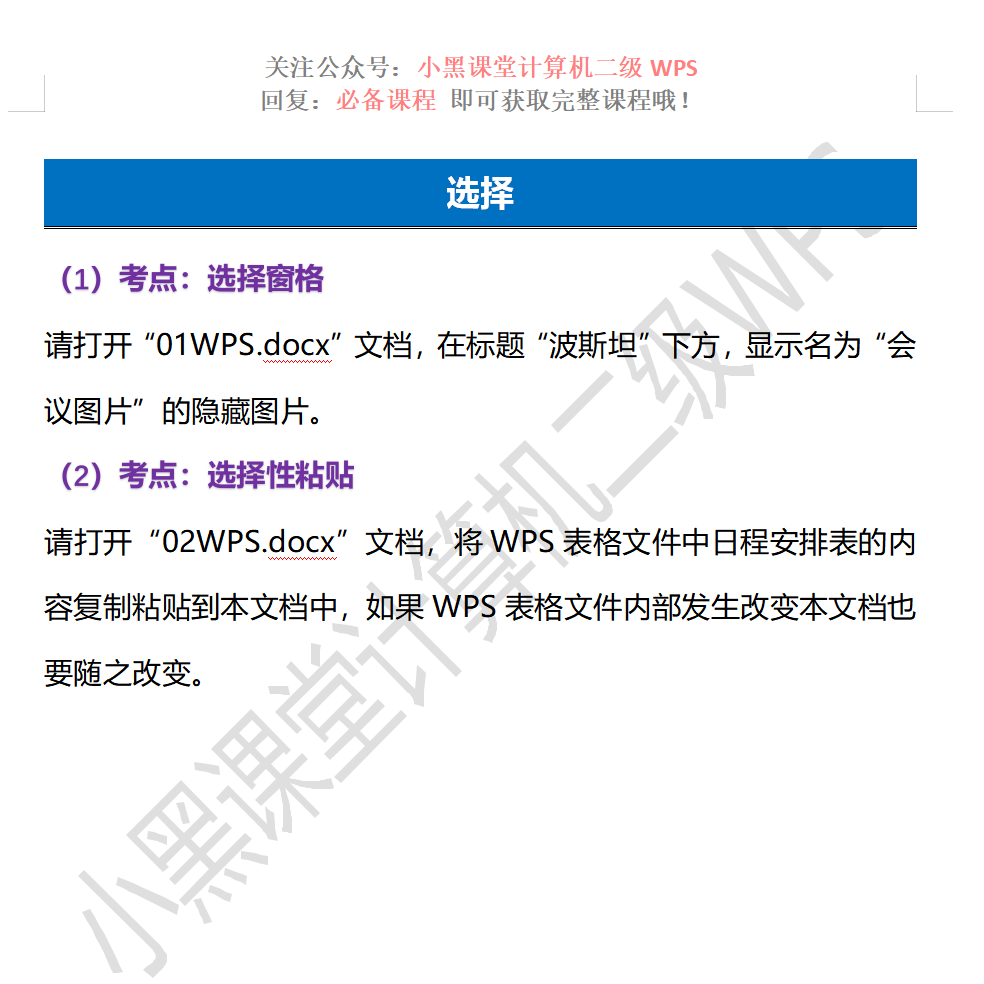 关注公众号：小黑课堂计算机二级 WPS
回复：必备课程 即可获取完整课程哦！
选择
（1）考点：选择窗格
请打开“01WPS.docx”文档，在标题“波斯坦”下方，显示名为“会
议图片”的隐藏图片。
（2）考点：选择性粘贴
请打开“02WPS.docx”文档，将 WPS 表格文件中日程安排表的内
容复制粘贴到本文档中，如果 WPS 表格文件内部发生改变本文档也
要随之改变。
小黑课堂计算机二级WPS